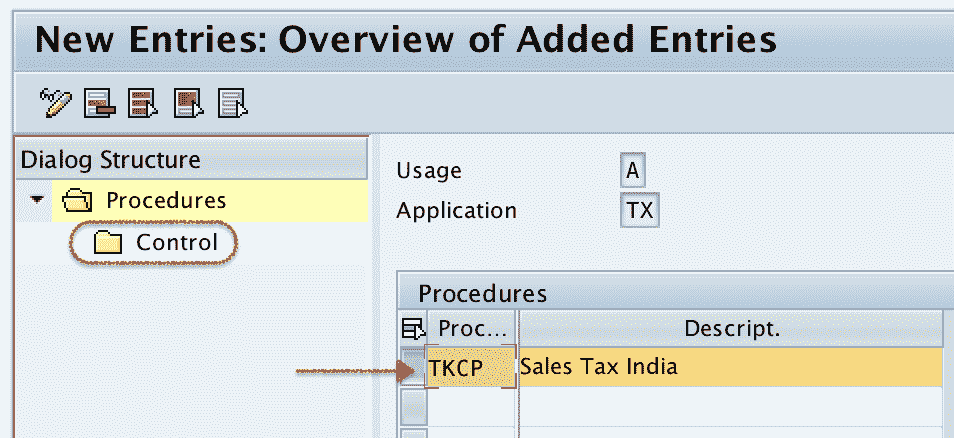 New Entries: Overview of Added Entries
Dialog Structure
Procedures
Control
Usage A
Application TX
Procedures
Proc... Descript.
TKCP Sales Tax India